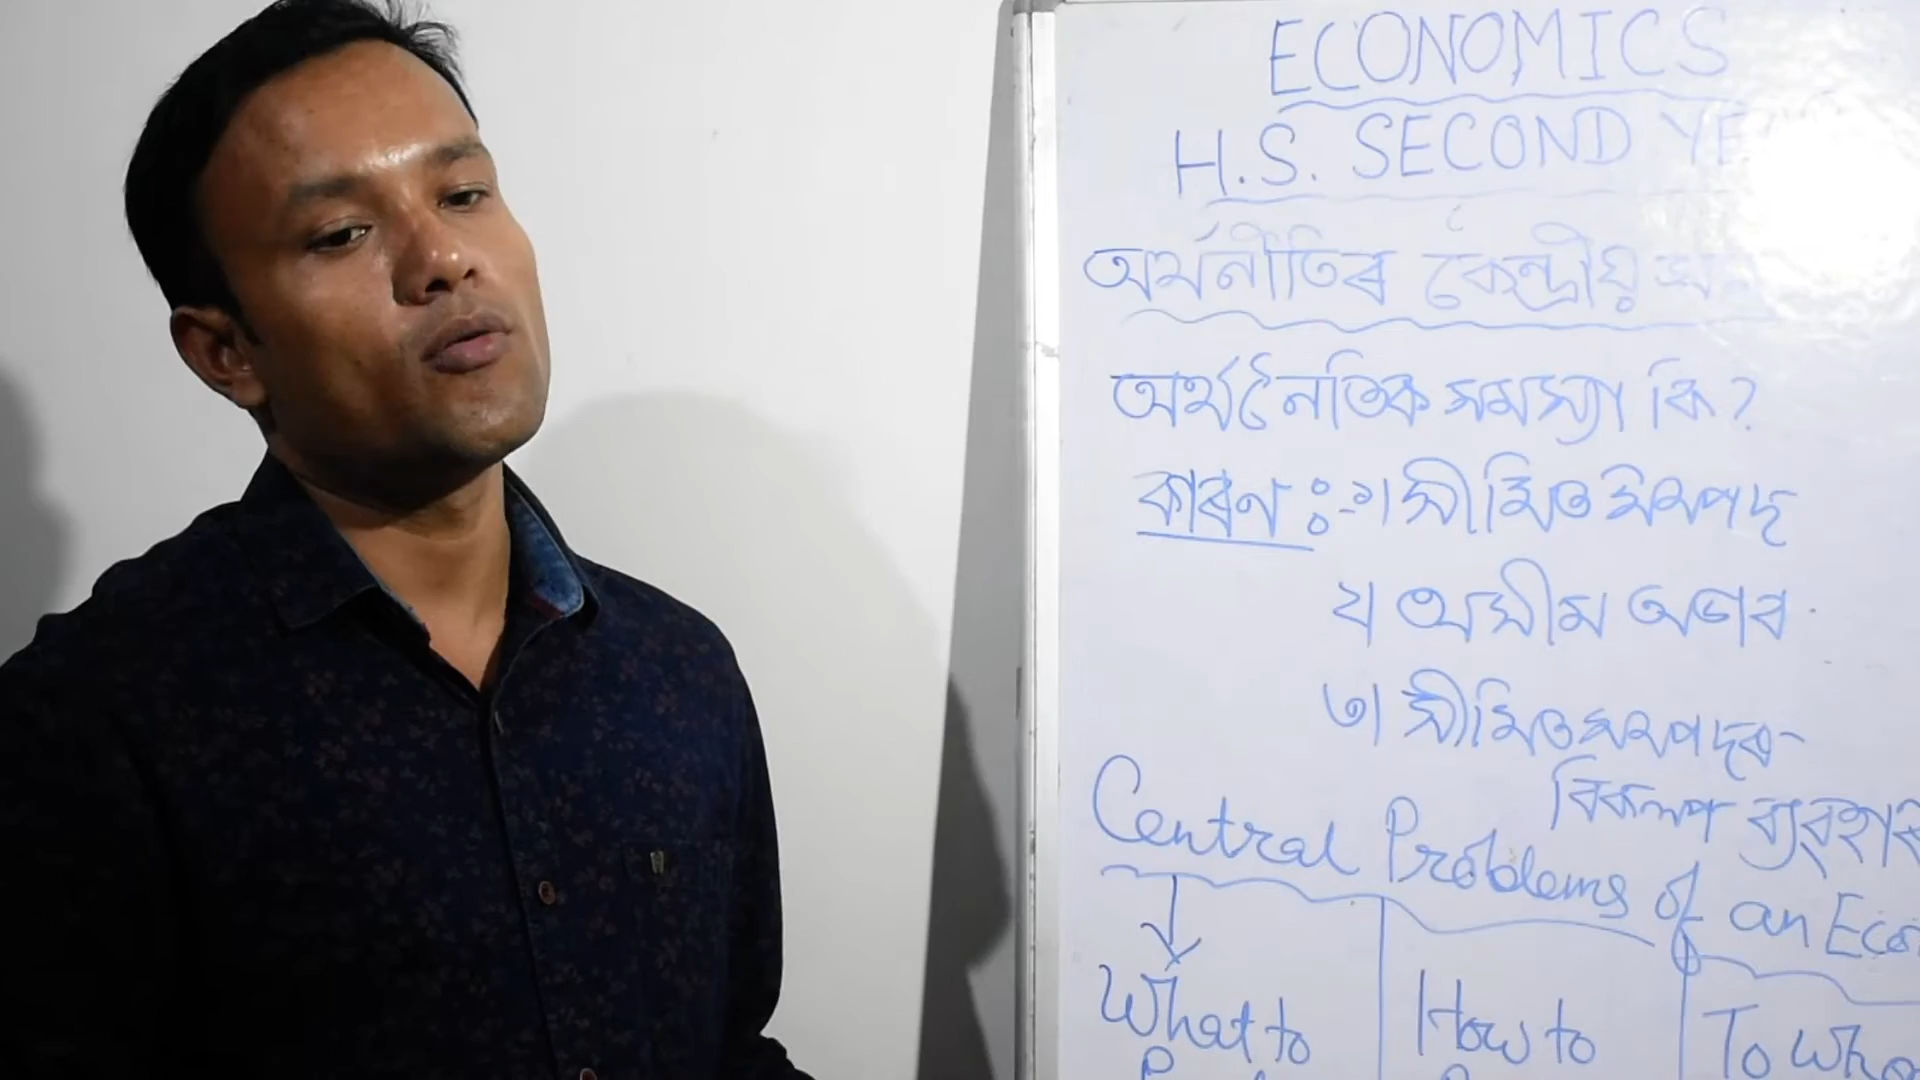 ECONOMICS
H.S. SECOND
অৰ্থনীতিৰ কেন্দ্ৰীয়
অৰ্থনৈতিক সমস্যা কি?
কাৰণ :- ১। সীমিত সম্পদ
২। অসীম অভাব
৩। সীমিত সম্পদৰ
বিকল্প ব্যৱহাৰ
Central Problems of an
What to How to To